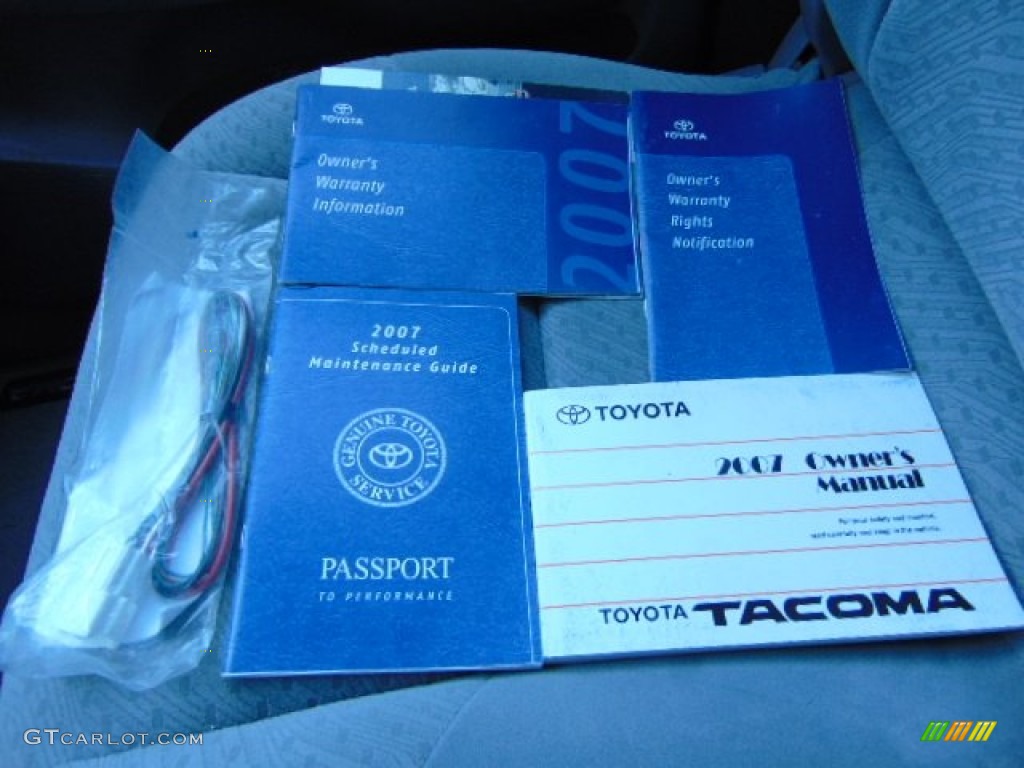 TOYOTA
Owner's
Warranty
Information
2007
TOYOTA
Owner's
Warranty
Rights
Notification
2007
Scheduled
Maintenance Guide
GENUINE TOYOTA
SERVICE
PASSPORT
TO PERFORMANCE
TOYOTA
2007 Owner's
Manual
TOYOTA TACOMA
GTCARLOT.COM